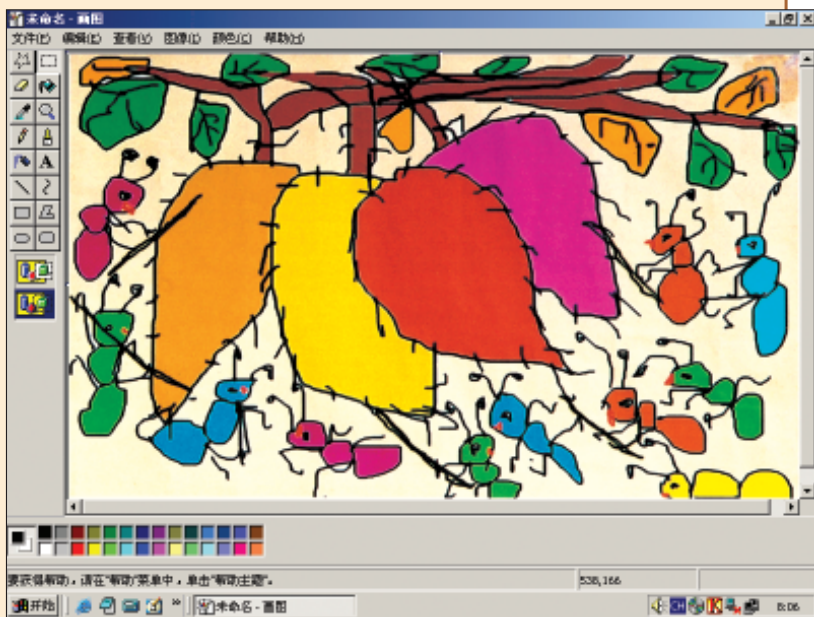 未命名 - 画图
文件(F) 编辑(E) 查看(V) 图像(I) 颜色(C) 帮助(H)
A
要获得帮助，请在“帮助”菜单中，单击“帮助主题”。
538,166
开始
»
未命名 - 画图
CH
K
8:06